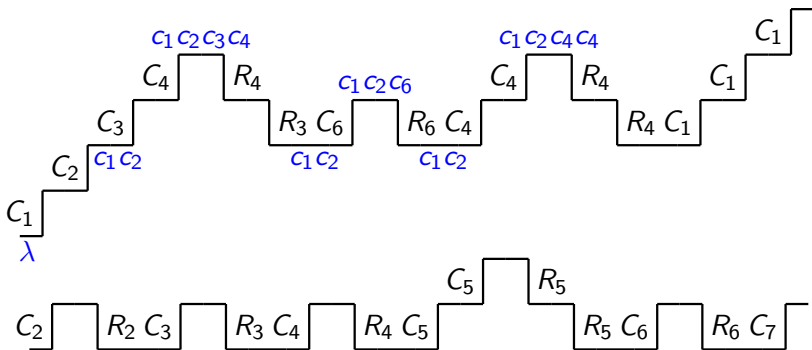 C₁
c₁c₂c₃c₄ c₁c₂c₄c₄
C₄ R₄ c₁c₂c₆ C₄ R₄ C₁
C₃ R₃ C₆ R₆ C₄ R₄ C₁
c₁c₂ c₁c₂ c₁c₂
C₂
C₁
λ
C₅ R₅
C₂ R₂ C₃ R₃ C₄ R₄ C₅ R₅ C₆ R₆ C₇